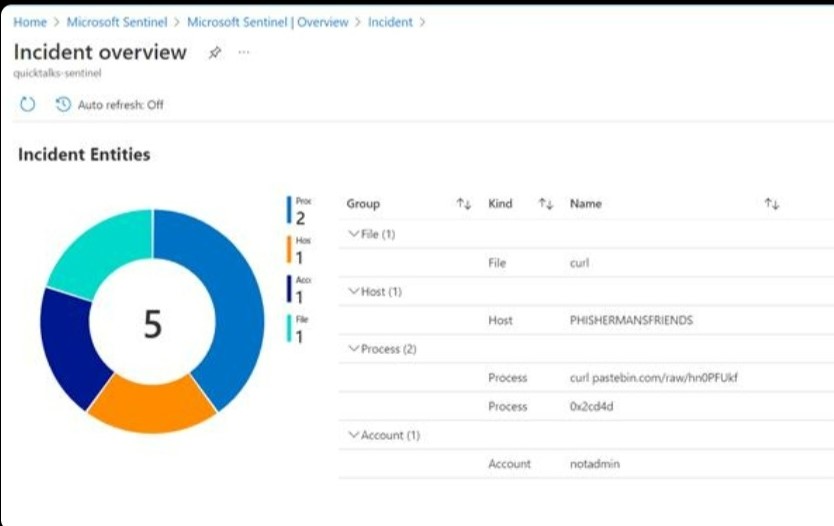 Home > Microsoft Sentinel > Microsoft Sentinel | Overview > Incident >
Incident overview ...
quicktalks-sentinel
Auto refresh: Off
Incident Entities
5
Proc
2
Hos
1
Acco
1
File
1
Group Kind Name
File (1)
File curl
Host (1)
Host PHISHERMANSFRIENDS
Process (2)
Process curl pastebin.com/raw/hn0PFUkf
Process 0x2cd4d
Account (1)
Account notadmin